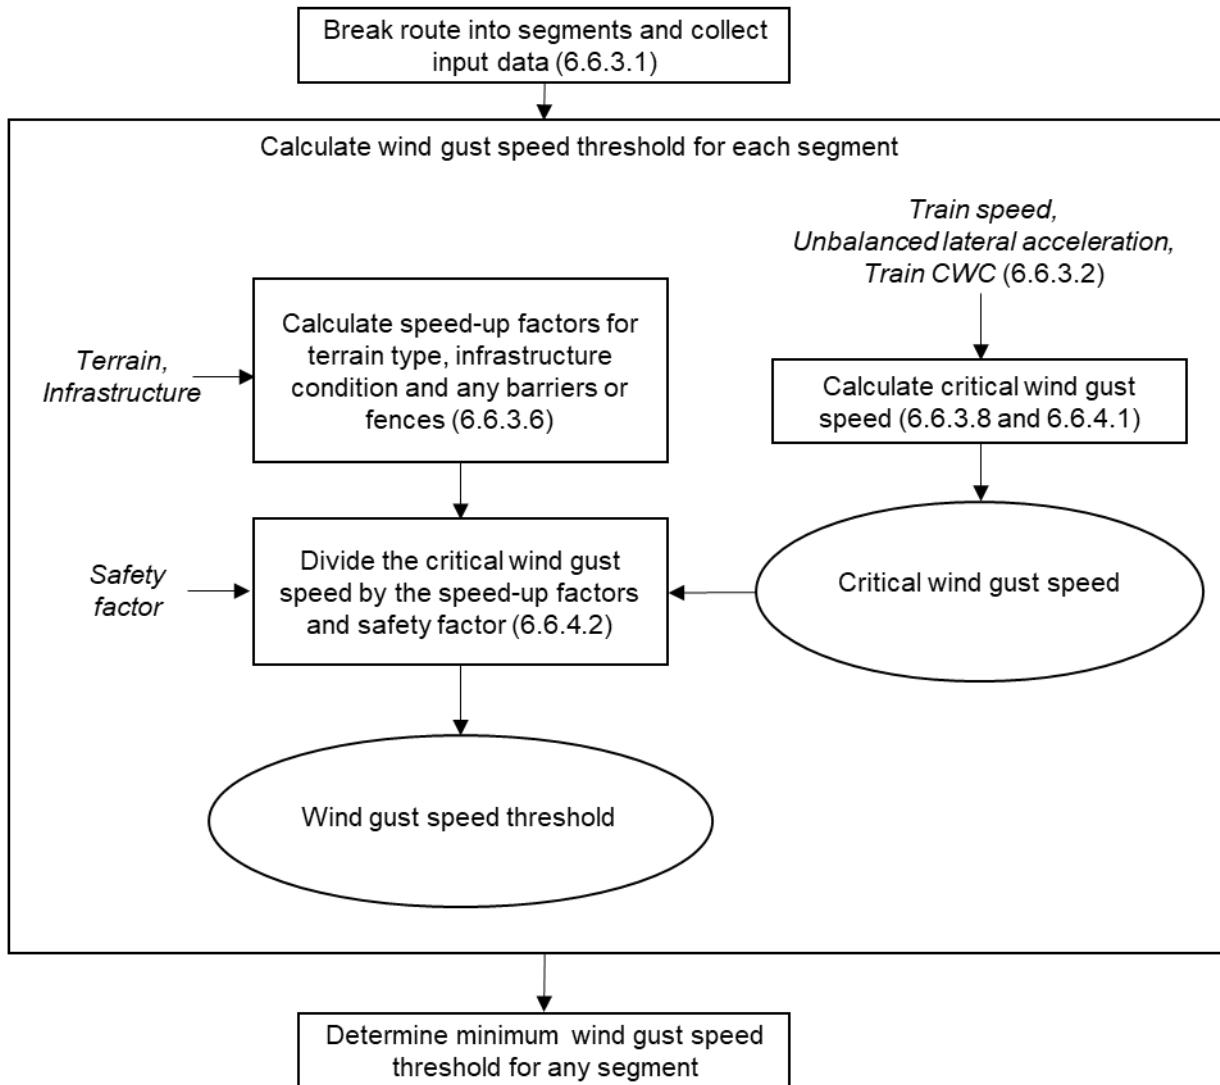 Break route into segments and collect
input data (6.6.3.1)
Calculate wind gust speed threshold for each segment
Train speed,
Unbalanced lateral acceleration,
Train CWC (6.6.3.2)
Terrain,
Infrastructure
Calculate speed-up factors for
terrain type, infrastructure
condition and any barriers or
fences (6.6.3.6)
Calculate critical wind gust
speed (6.6.3.8 and 6.6.4.1)
Safety
factor
Divide the critical wind gust
speed by the speed-up factors
and safety factor (6.6.4.2)
Critical wind gust speed
Wind gust speed threshold
Determine minimum wind gust speed
threshold for any segment